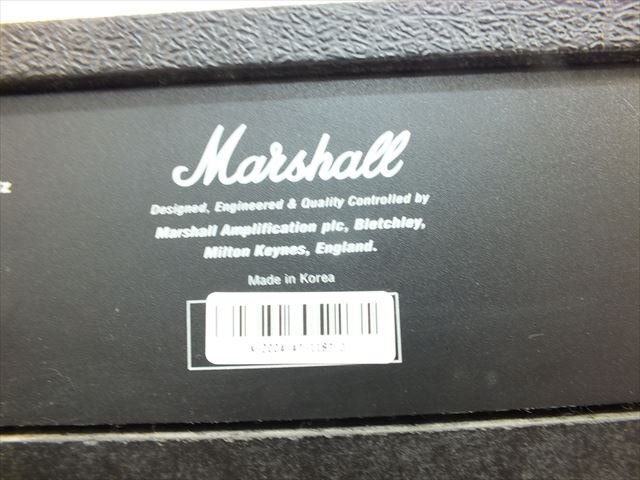 Marshall
Designed, Engineered & Quality Controlled by
Marshall Amplification plc, Bletchley,
Milton Keynes, England.
Made in Korea